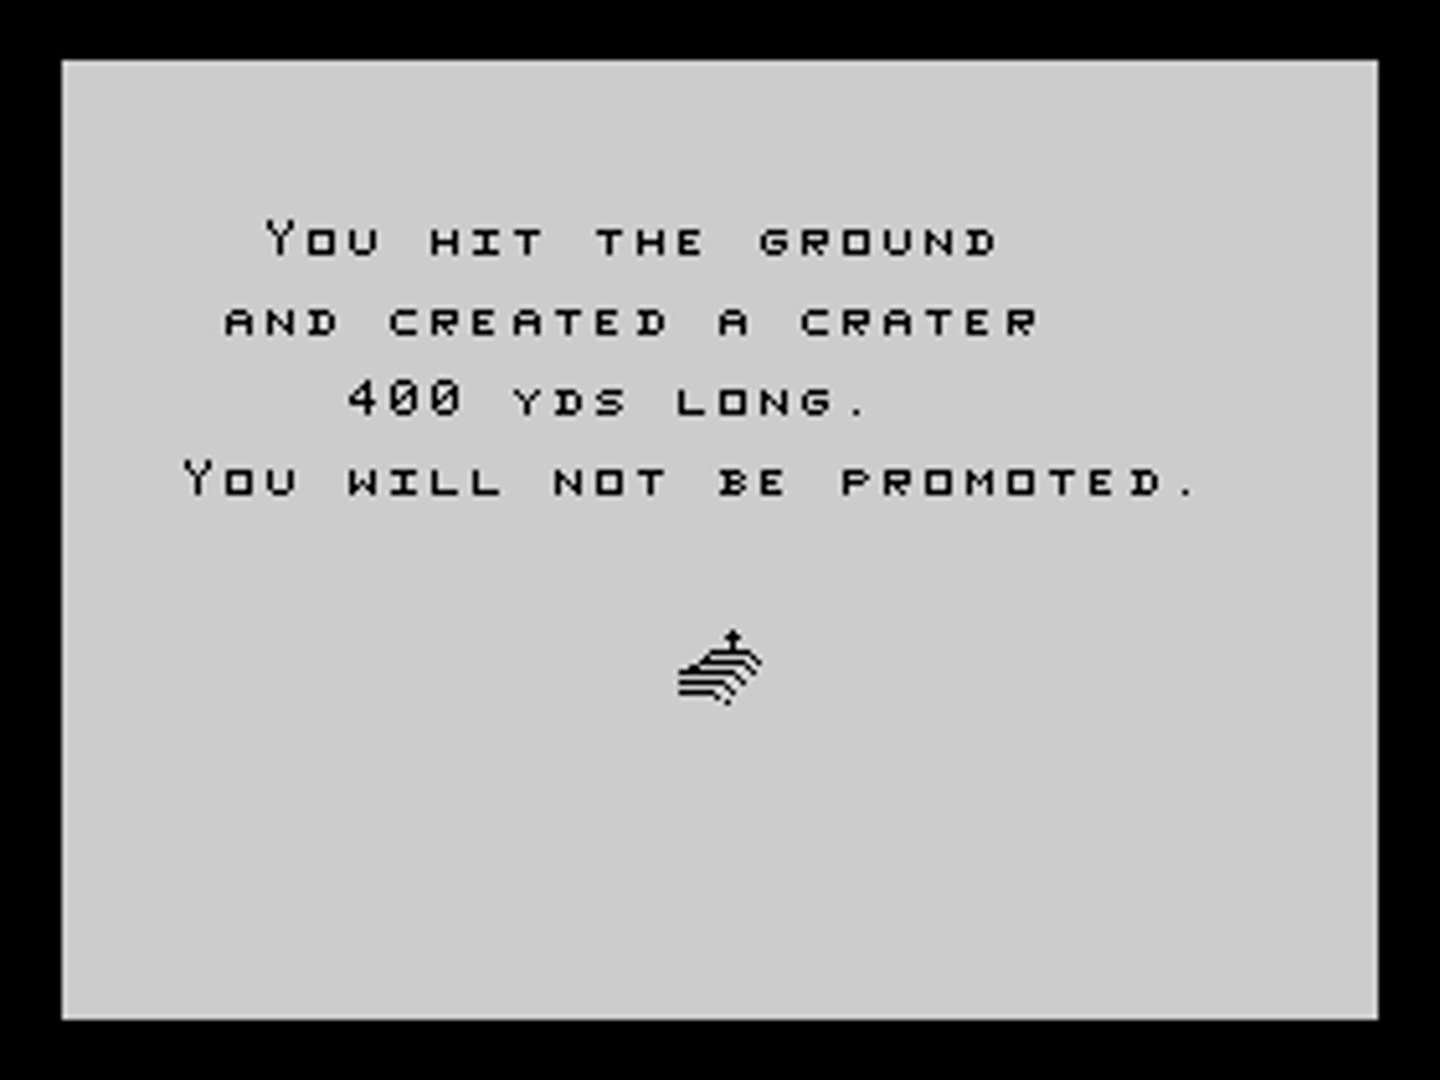 You hit the ground
and created a crater
400 yds long.
You will not be promoted.